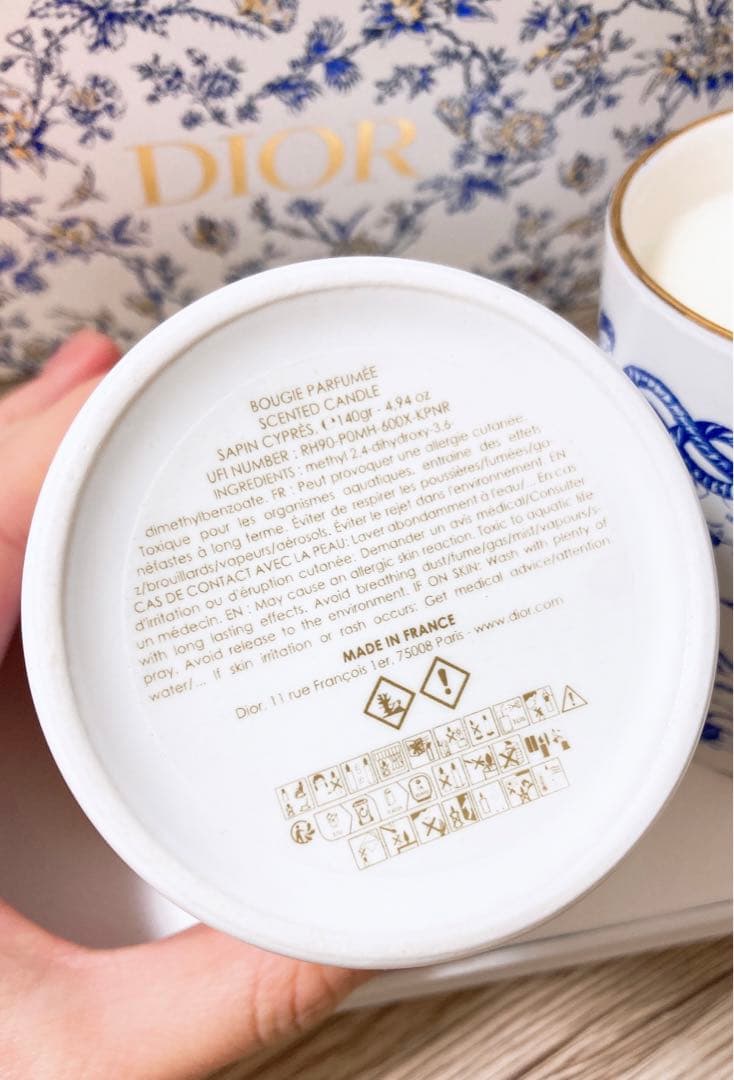 DIOR
BOUGIE PARFUMÉE
SCENTED CANDLE
SAPIN CYPRÈS. ℮ 140gr - 4,94 oz
UFI NUMBER : RH90-P0MH-600X-KPNR
INGREDIENTS : methyl 2,4-dihydroxy-3,6-
dimethylbenzoate. FR : Peut provoquer une allergie cutanée.
Toxique pour les organismes aquatiques, entraîne des effets
néfastes à long terme. Éviter de respirer les poussières/fumées/ga-
z/brouillards/vapeurs/aérosols. Éviter le rejet dans l'environnement. EN
CAS DE CONTACT AVEC LA PEAU: Laver abondamment à l'eau/... En cas
d'irritation ou d'éruption cutanée: Demander un avis médical/Consulter
un médecin. EN : May cause an allergic skin reaction. Toxic to aquatic life
with long lasting effects. Avoid breathing dust/fume/gas/mist/vapours/s-
pray. Avoid release to the environment. IF ON SKIN: Wash with plenty of
water/... If skin irritation or rash occurs: Get medical advice/attention.
MADE IN FRANCE
Dior. 11 rue François 1er. 75008 Paris - www.dior.com